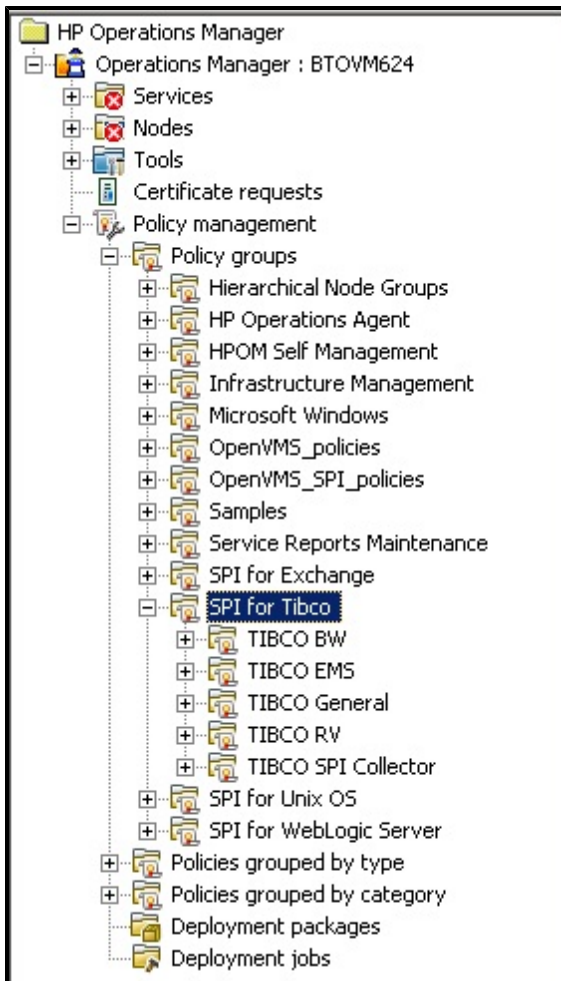 HP Operations Manager
Operations Manager : BTOVM624
Services
Nodes
Tools
Certificate requests
Policy management
Policy groups
Hierarchical Node Groups
HP Operations Agent
HPOM Self Management
Infrastructure Management
Microsoft Windows
OpenVMS_policies
OpenVMS_SPI_policies
Samples
Service Reports Maintenance
SPI for Exchange
SPI for Tibco
TIBCO BW
TIBCO EMS
TIBCO General
TIBCO RV
TIBCO SPI Collector
SPI for Unix OS
SPI for WebLogic Server
Policies grouped by type
Policies grouped by category
Deployment packages
Deployment jobs